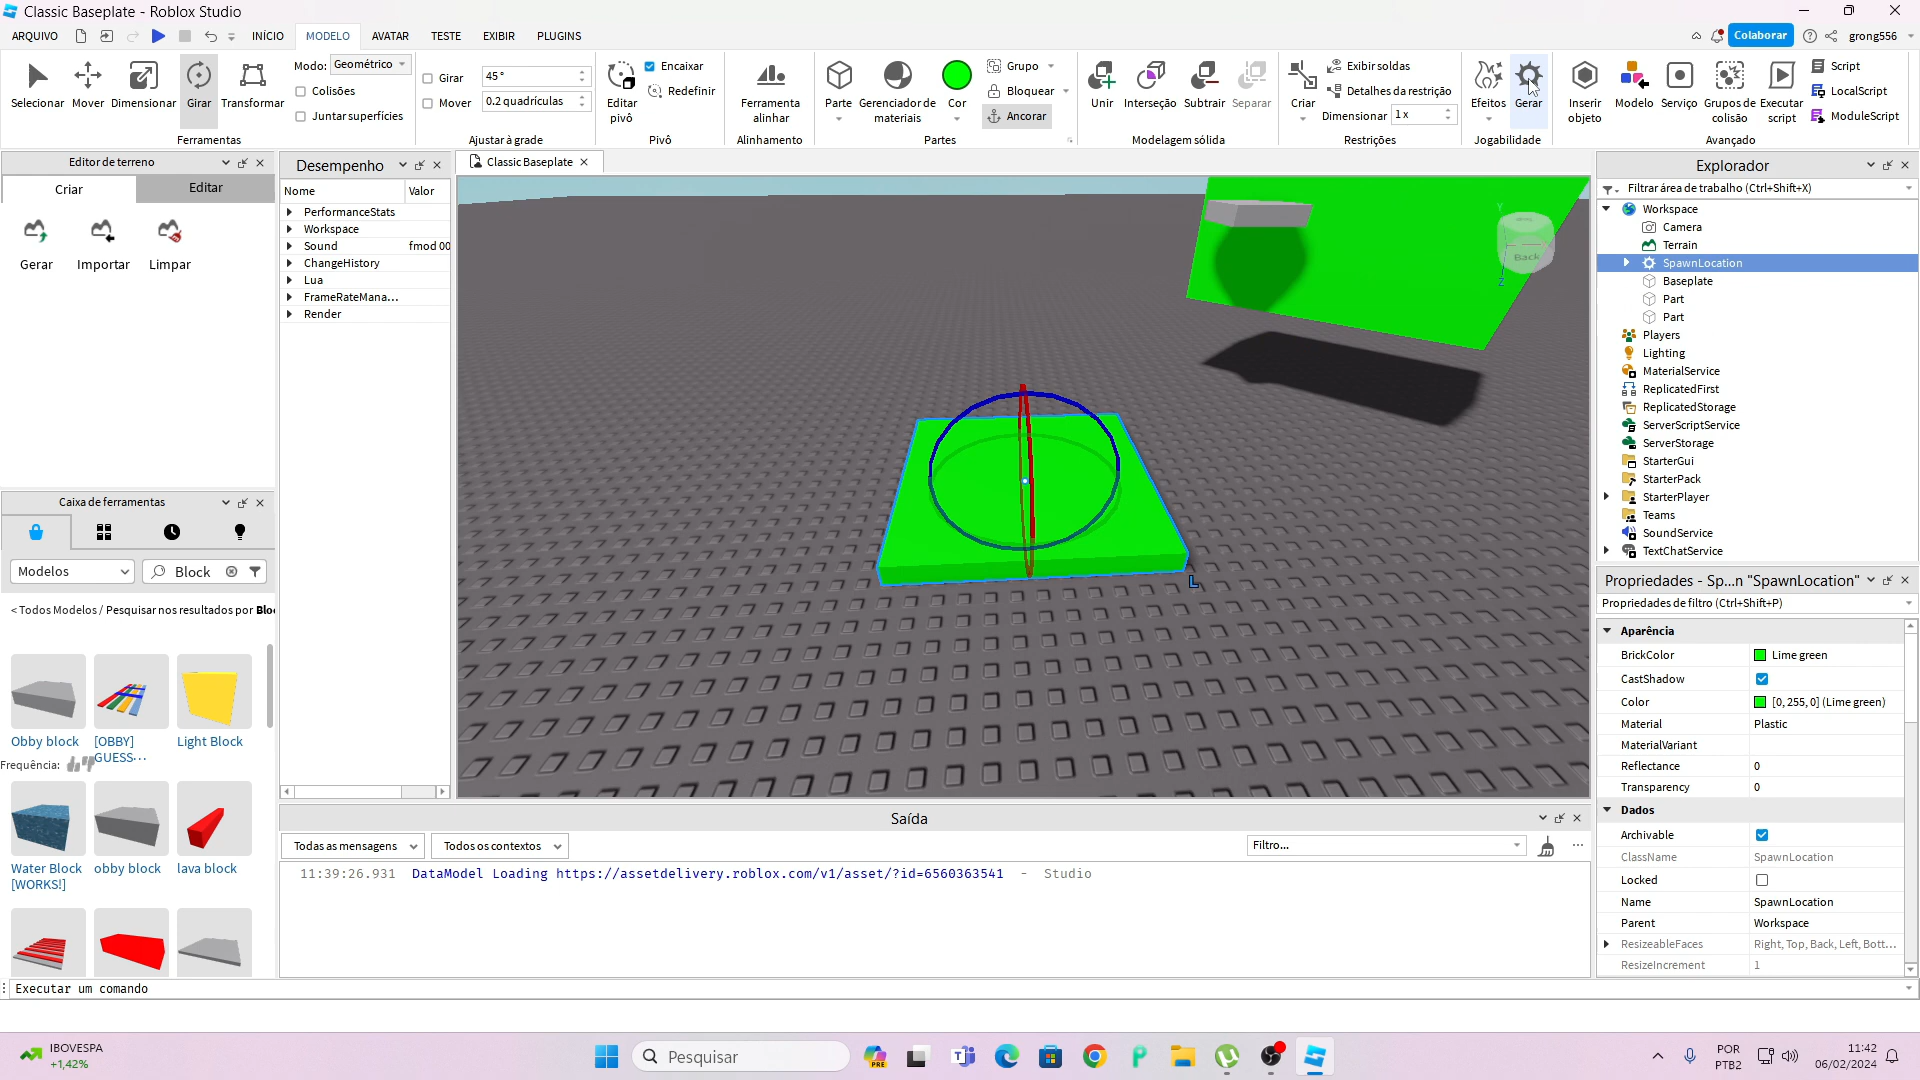 Classic Baseplate - Roblox Studio
ARQUIVO
INÍCIO
MODELO
AVATAR
TESTE
EXIBIR
PLUGINS
Colaborar
grong556
Selecionar
Mover
Dimensionar
Girar
Transformar
Modo:
Geométrico
Colisões
Juntar superfícies
Ferramentas
Girar
45°
Mover
0.2 quadrículas
Ajustar à grade
Editar pivô
Encaixar
Redefinir
Pivô
Ferramenta alinhar
Alinhamento
Parte
Gerenciador de materiais
Cor
Grupo
Bloquear
Ancorar
Partes
Unir
Interseção
Subtrair
Separar
Modelagem sólida
Criar
Exibir soldas
Detalhes da restrição
Dimensionar 1 x
Restrições
Efeitos
Gerar
Jogabilidade
Inserir objeto
Modelo
Serviço
Grupos de colisão
Executar script
Script
LocalScript
ModuleScript
Avançado
Editor de terreno
Criar
Editar
Gerar
Importar
Limpar
Caixa de ferramentas
Modelos
Block
<Todos Modelos / Pesquisar nos resultados por Bloc
Obby block
[OBBY] GUESS...
Light Block
Frequência:
Water Block [WORKS!]
obby block
lava block
Desempenho
Nome
Valor
PerformanceStats
Workspace
Sound
fmod 00
ChangeHistory
Lua
FrameRateMana...
Render
Classic Baseplate
Y
Back
Z
L
Saída
Todas as mensagens
Todos os contextos
Filtro...
11:39:26.931 DataModel Loading https://assetdelivery.roblox.com/v1/asset/?id=6560363541 - Studio
Explorador
Filtrar área de trabalho (Ctrl+Shift+X)
Workspace
Camera
Terrain
SpawnLocation
Baseplate
Part
Part
Players
Lighting
MaterialService
ReplicatedFirst
ReplicatedStorage
ServerScriptService
ServerStorage
StarterGui
StarterPack
StarterPlayer
Teams
SoundService
TextChatService
Propriedades - Sp...n "SpawnLocation"
Propriedades de filtro (Ctrl+Shift+P)
Aparência
BrickColor Lime green
CastShadow
Color [0, 255, 0] (Lime green)
Material Plastic
MaterialVariant
Reflectance 0
Transparency 0
Dados
Archivable
ClassName SpawnLocation
Locked
Name SpawnLocation
Parent Workspace
ResizeableFaces Right, Top, Back, Left, Bott...
ResizeIncrement 1
Executar um comando
IBOVESPA
+1,42%
Pesquisar
PRE
POR
PTB2
11:42
06/02/2024